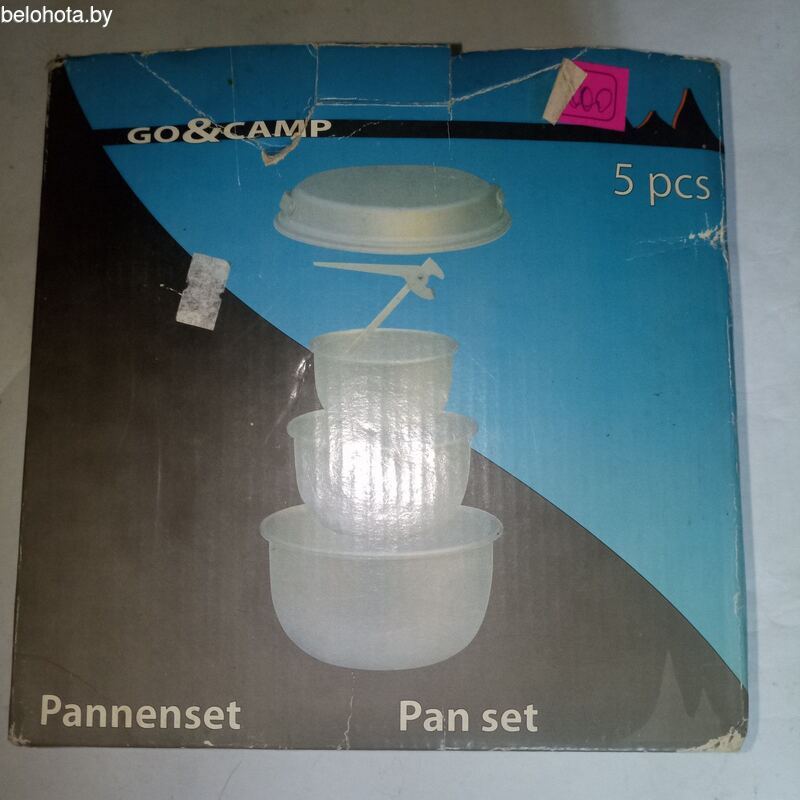 belohota.by
GO&CAMP
5 pcs
Pannenset
Pan set